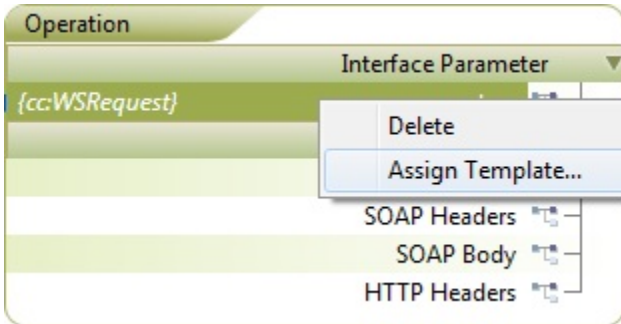 Operation
Interface Parameter
{cc:WSRequest}
Delete
Assign Template...
SOAP Headers
SOAP Body
HTTP Headers